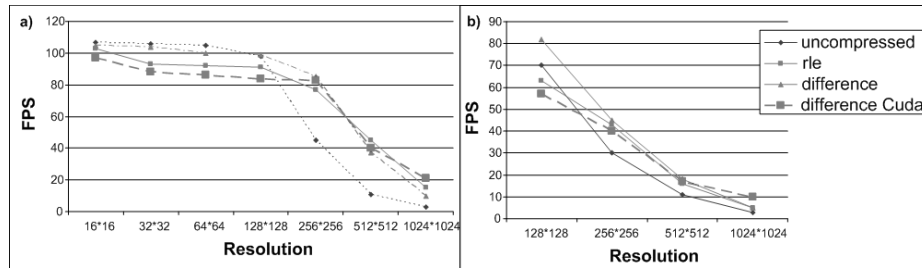 a)
120
100
80
60
40
20
0
FPS
16*16 32*32 64*64 128*128 256*256 512*512 1024*1024
Resolution
b)
90
80
70
60
50
40
30
20
10
0
FPS
128*128 256*256 512*512 1024*1024
Resolution
uncompressed
rle
difference
difference Cuda